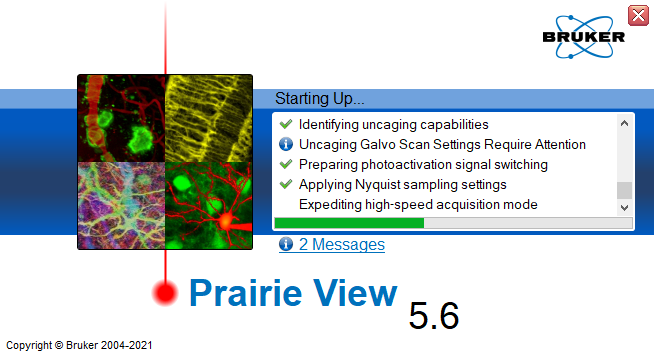 BRUKER
Starting Up...
Identifying uncaging capabilities
Uncaging Galvo Scan Settings Require Attention
Preparing photoactivation signal switching
Applying Nyquist sampling settings
Expediting high-speed acquisition mode
2 Messages
Prairie View 5.6
Copyright © Bruker 2004-2021